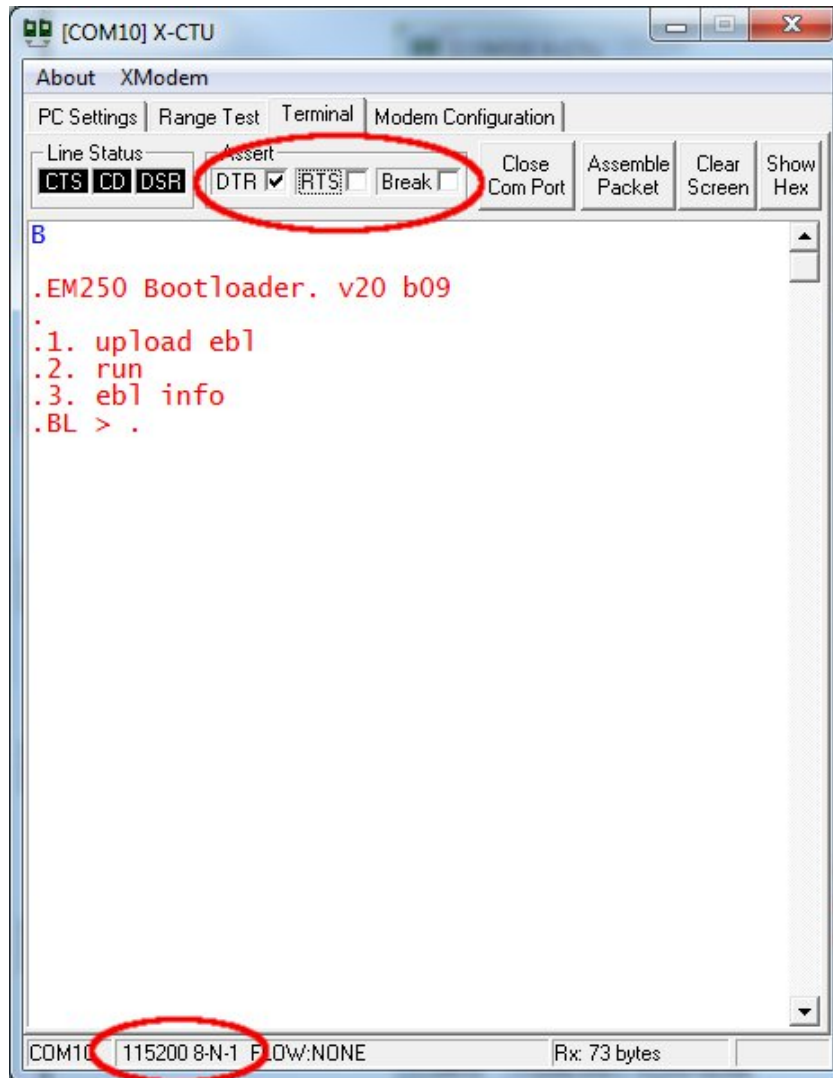 [COM10] X-CTU
About XModem
PC Settings Range Test Terminal Modem Configuration
Line Status Assert
CTS CD DSR DTR RTS Break
Close Com Port
Assemble Packet
Clear Screen
Show Hex
B
.EM250 Bootloader. v20 b09
.
.1. upload ebl
.2. run
.3. ebl info
.BL > .
COM10 115200 8-N-1 FLOW:NONE Rx: 73 bytes